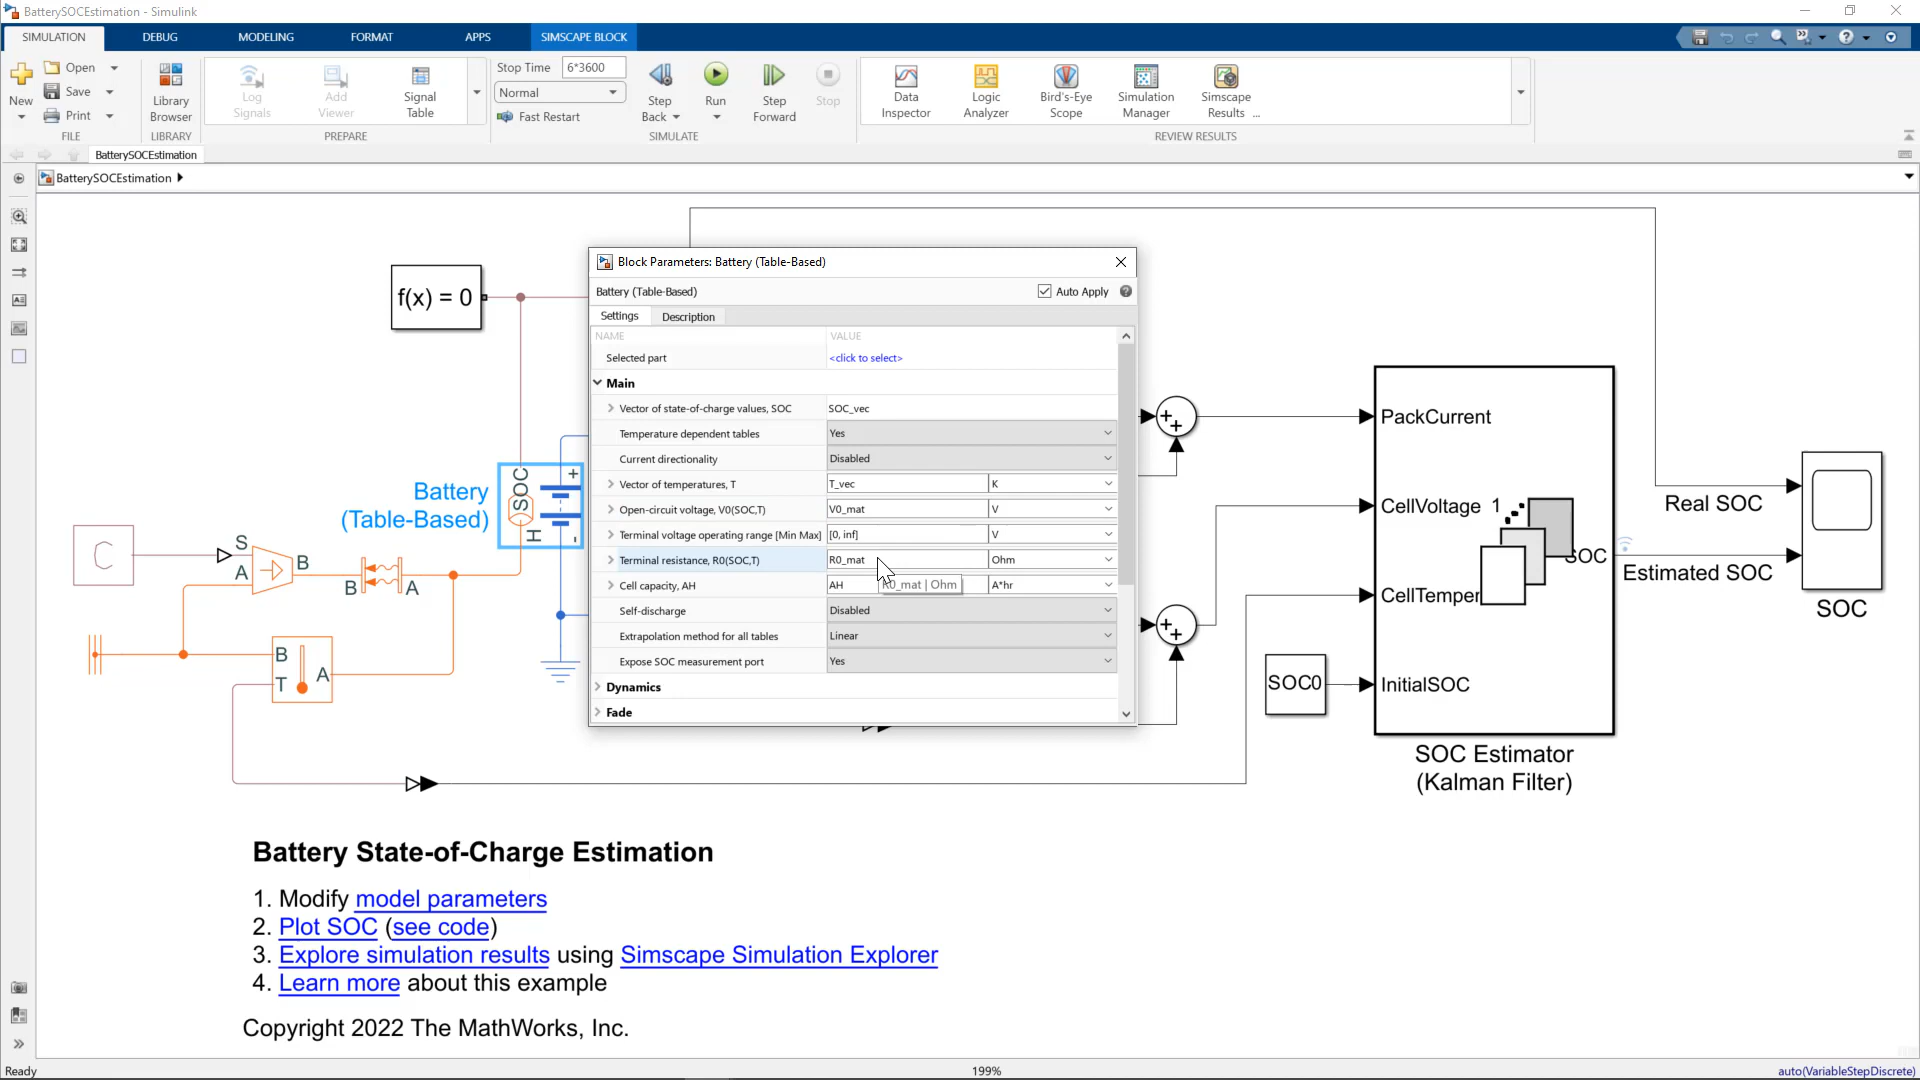 BatterySOCEstimation - Simulink
SIMULATION
DEBUG
MODELING
FORMAT
APPS
SIMSCAPE BLOCK
New
Open
Save
Print
FILE
Library
Browser
LIBRARY
Log
Signals
Add
Viewer
Signal
Table
PREPARE
Stop Time 6*3600
Normal
Fast Restart
Step
Back
Run
Step
Forward
Stop
SIMULATE
Data
Inspector
Logic
Analyzer
Bird's-Eye
Scope
Simulation
Manager
Simscape
Results ...
REVIEW RESULTS
BatterySOCEstimation
BatterySOCEstimation
f(x) = 0
Battery
(Table-Based)
SOC
H
+
-
C
S
A
B
B
A
B
T
A
Block Parameters: Battery (Table-Based)
Battery (Table-Based)
Auto Apply
Settings
Description
NAME VALUE
Selected part <click to select>
Main
Vector of state-of-charge values, SOC SOC_vec
Temperature dependent tables Yes
Current directionality Disabled
Vector of temperatures, T T_vec K
Open-circuit voltage, V0(SOC,T) V0_mat V
Terminal voltage operating range [Min Max] [0, inf] V
Terminal resistance, R0(SOC,T) R0_mat Ohm
Cell capacity, AH AH A*hr
R0_mat | Ohm
Self-discharge Disabled
Extrapolation method for all tables Linear
Expose SOC measurement port Yes
Dynamics
Fade
+
+
+
+
PackCurrent
CellVoltage
1
SOC
InitialSOC
SOC0
SOC Estimator
(Kalman Filter)
Real SOC
Estimated SOC
SOC
Battery State-of-Charge Estimation
1. Modify model parameters
2. Plot SOC (see code)
3. Explore simulation results using Simscape Simulation Explorer
4. Learn more about this example
Copyright 2022 The MathWorks, Inc.
Ready
199%
auto(VariableStepDiscrete)